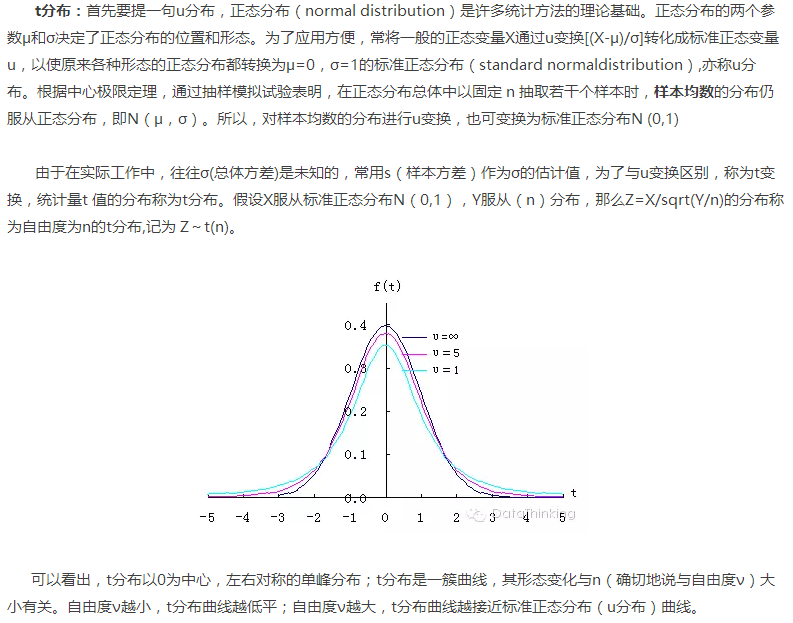 t分布：首先要提一句u分布，正态分布（normal distribution）是许多统计方法的理论基础。正态分布的两个参
数μ和σ决定了正态分布的位置和形态。为了应用方便，常将一般的正态变量X通过u变换[(X-μ)/σ]转化成标准正态变量
u，以使原来各种形态的正态分布都转换为μ=0，σ=1的标准正态分布（standard normaldistribution）,亦称u分
布。根据中心极限定理，通过抽样模拟试验表明，在正态分布总体中以固定 n 抽取若干个样本时，样本均数的分布仍
服从正态分布，即N（μ，σ）。所以，对样本均数的分布进行u变换，也可变换为标准正态分布N (0,1)
由于在实际工作中，往往σ(总体方差)是未知的，常用s（样本方差）作为σ的估计值，为了与u变换区别，称为t变
换，统计量t 值的分布称为t分布。假设X服从标准正态分布N（0,1），Y服从（n）分布，那么Z=X/sqrt(Y/n)的分布称
为自由度为n的t分布,记为 Z～t(n)。
f(t)
0.4
υ=∞
υ=5
0.3
υ=1
0.2
0.1
0.0
t
-5 -4 -3 -2 -1 0 1 2 3 4 5
DataThinking
可以看出，t分布以0为中心，左右对称的单峰分布；t分布是一簇曲线，其形态变化与n（确切地说与自由度ν）大
小有关。自由度ν越小，t分布曲线越低平；自由度ν越大，t分布曲线越接近标准正态分布（u分布）曲线。